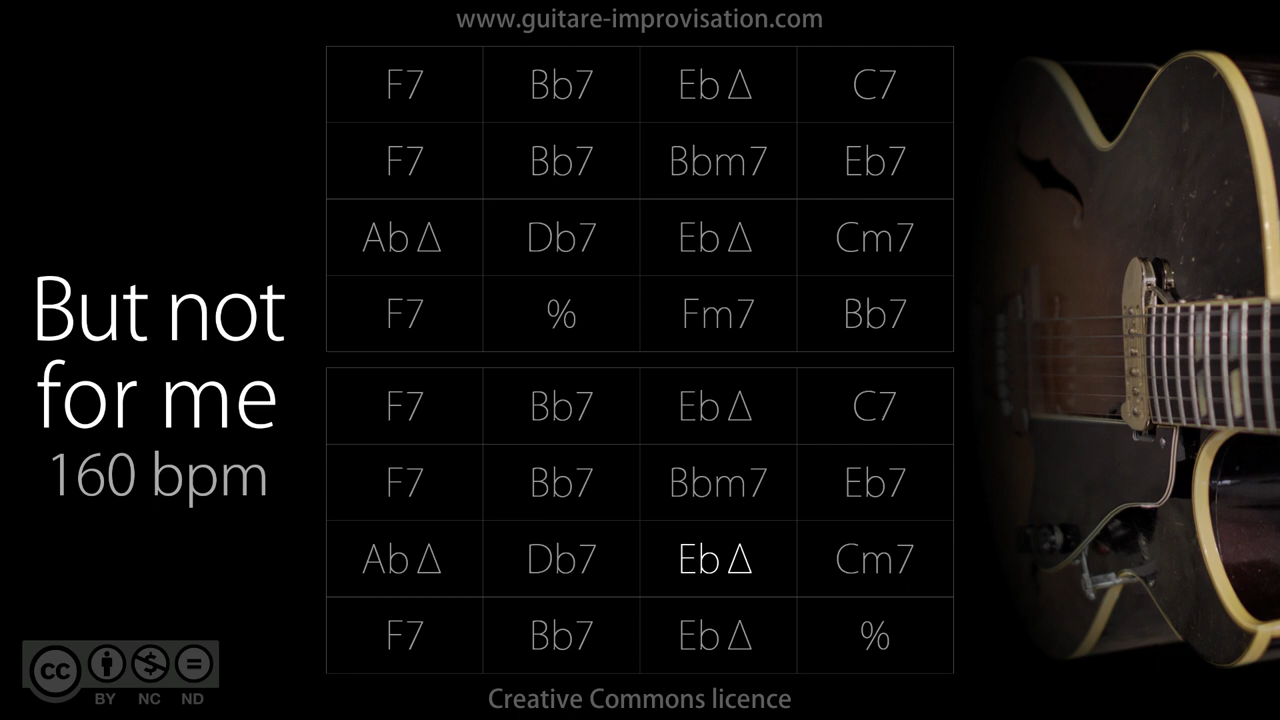 www.guitare-improvisation.com
F7 Bb7 Eb Δ C7
F7 Bb7 Bbm7 Eb7
Ab Δ Db7 Eb Δ Cm7
F7 % Fm7 Bb7
But not
for me
160 bpm
F7 Bb7 Eb Δ C7
F7 Bb7 Bbm7 Eb7
Ab Δ Db7 Eb Δ Cm7
F7 Bb7 Eb Δ %
cc
BY NC ND
Creative Commons licence